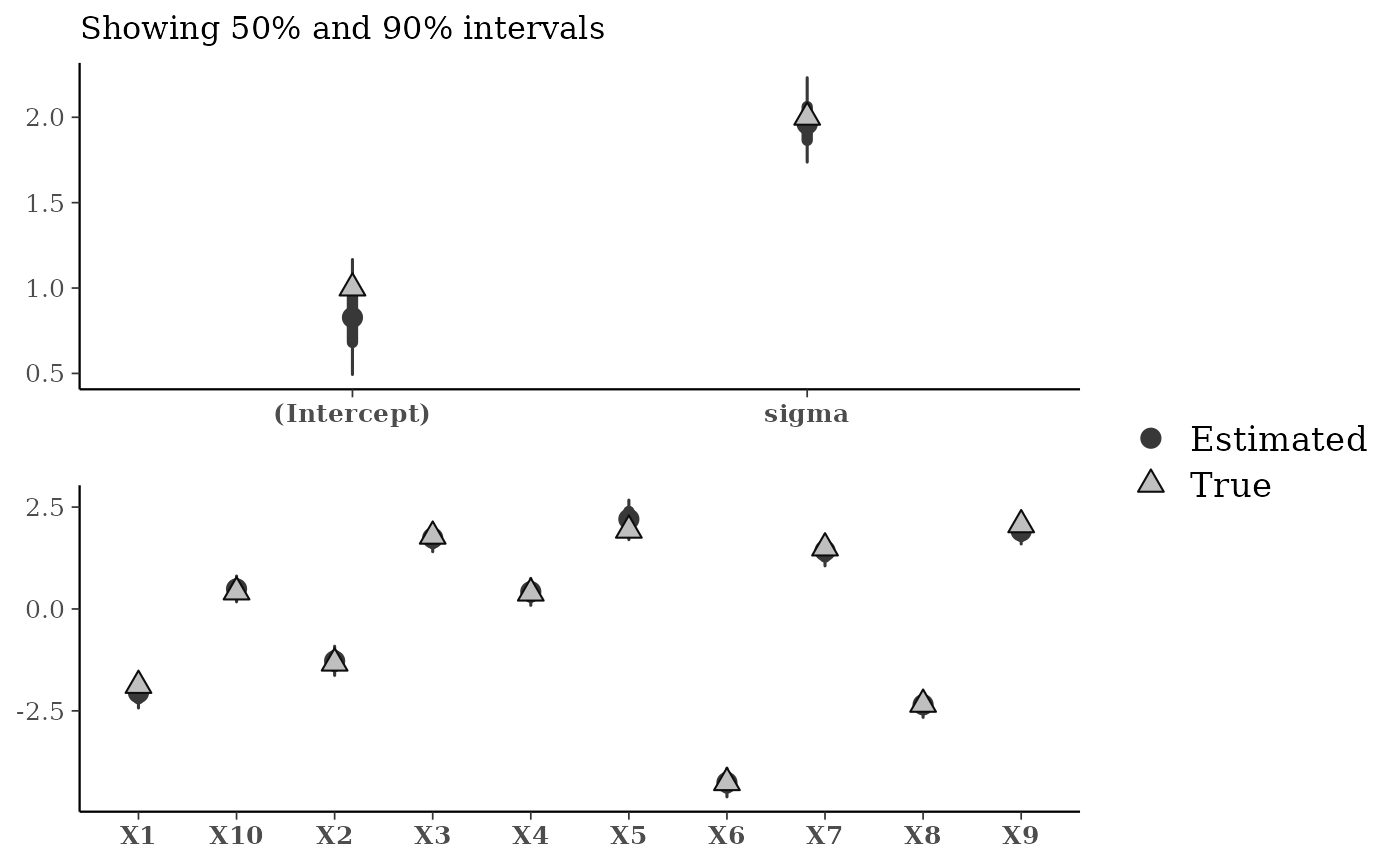 Showing 50% and 90% intervals
2.0
1.5
1.0
0.5
(Intercept) sigma
Estimated
True
2.5
0.0
-2.5
X1 X10 X2 X3 X4 X5 X6 X7 X8 X9